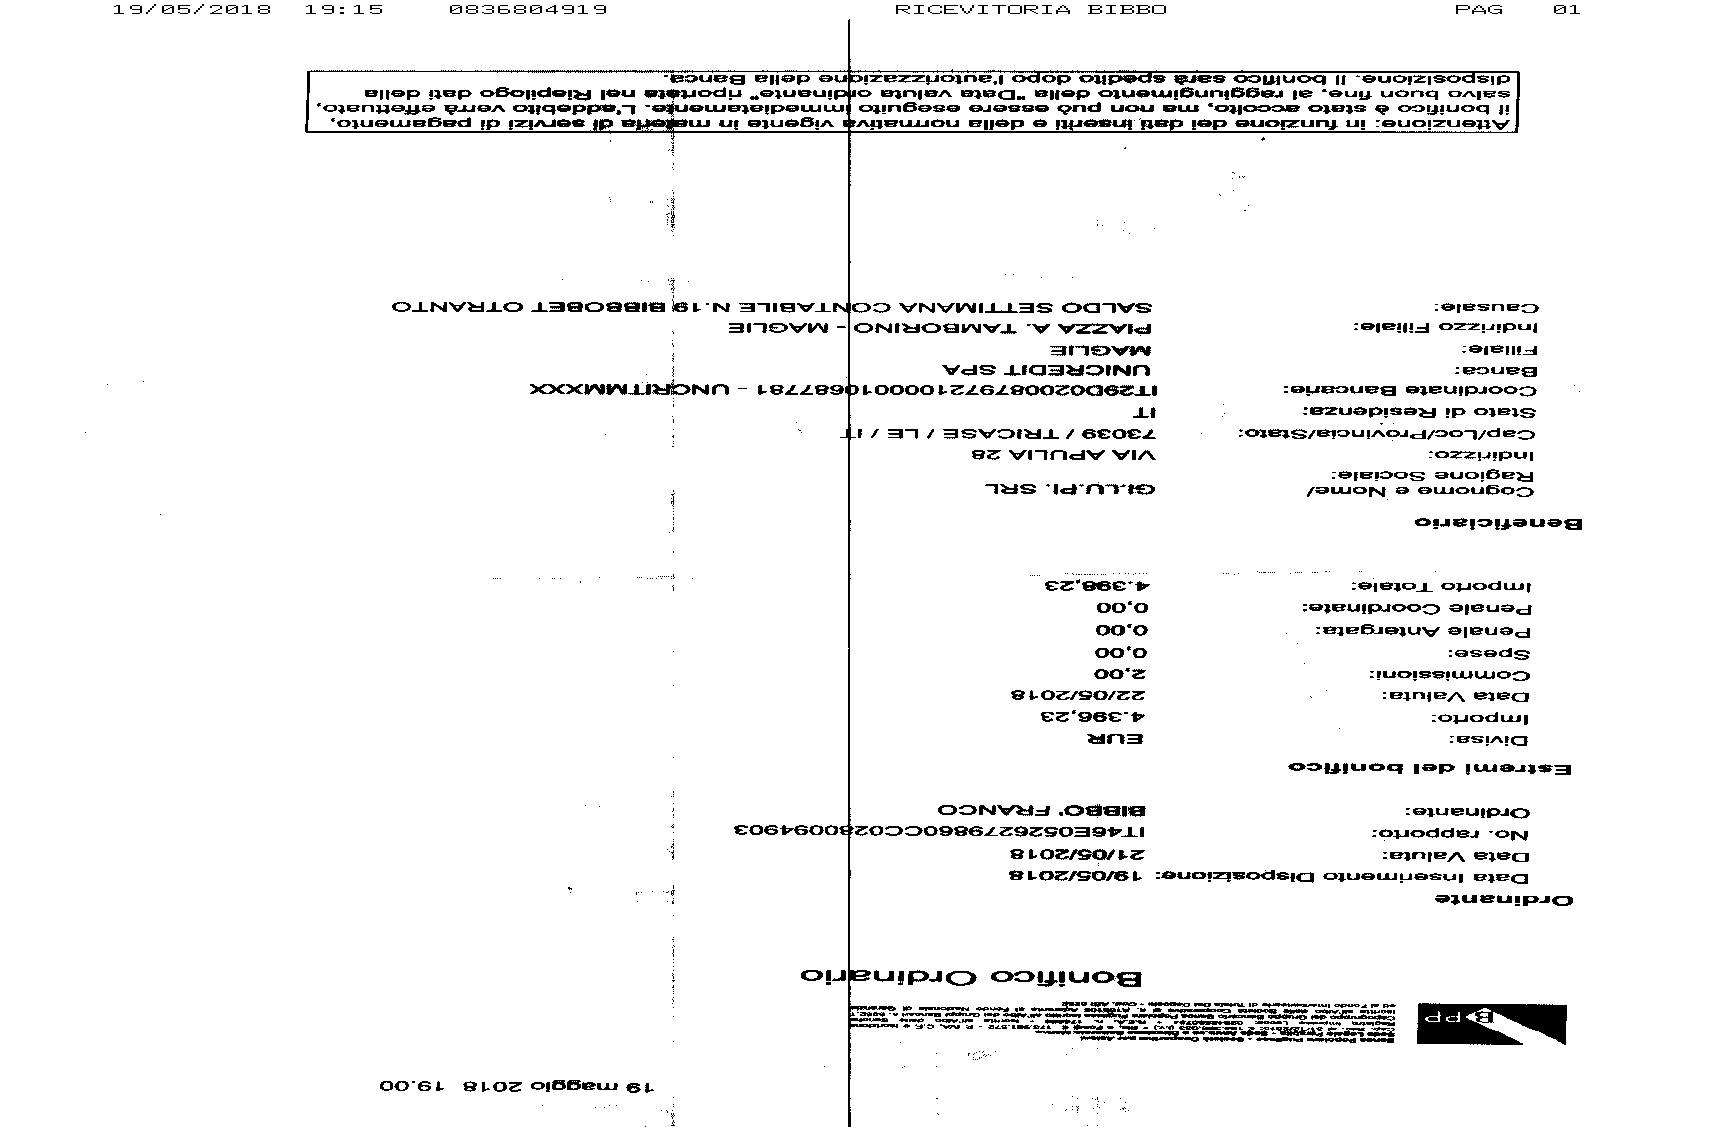 19/05/2018 19:15 0836804919 RICEVITORIA BIBBO PAG 01
19 maggio 2018 19.00
BPP
Banca Popolare Pugliese - Società Cooperativa per Azioni
Bonifico Ordinario
Ordinante
Data Inserimento Disposizione: 19/05/2018
Data Valuta: 21/05/2018
No. rapporto: IT46E0526279860CC0280094903
Ordinante: BIBBO' FRANCO
Estremi del bonifico
Divisa: EUR
Importo: 4.396,23
Data Valuta: 22/05/2018
Commissioni: 2,00
Spese: 0,00
Penale Antergata: 0,00
Penale Coordinate: 0,00
Importo Totale: 4.398,23
Beneficiario
Cognome e Nome/
Ragione Sociale: GI.LU.PI. SRL
Indirizzo: VIA APULIA 28
Cap/Loc/Provincia/Stato: 73039 / TRICASE / LE / IT
Stato di Residenza: IT
Coordinate Bancarie: IT29D0200879721000010687781 - UNCRITMMXXX
Banca: UNICREDIT SPA
Filiale: MAGLIE
Indirizzo Filiale: PIAZZA A. TAMBORINO - MAGLIE
Causale: SALDO SETTIMANA CONTABILE N.19 BIBBOBET OTRANTO
Attenzione: in funzione dei dati inseriti e della normativa vigente in materia di servizi di pagamento,
il bonifico è stato accolto, ma non può essere eseguito immediatamente. L'addebito verrà effettuato,
salvo buon fine, al raggiungimento della "Data valuta ordinante" riportata nel Riepilogo dati della
disposizione. Il bonifico sarà spedito dopo l'autorizzazione della Banca.